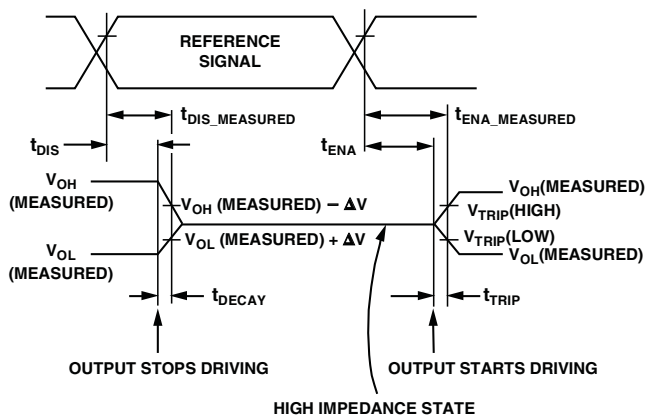 REFERENCE
SIGNAL
tDIS_MEASURED
tENA_MEASURED
tDIS
tENA
VOH
(MEASURED)
VOH (MEASURED) – ΔV
VOH(MEASURED)
VTRIP(HIGH)
VOL
(MEASURED)
VOL (MEASURED) + ΔV
VTRIP(LOW)
VOL(MEASURED)
tDECAY
tTRIP
OUTPUT STOPS DRIVING
OUTPUT STARTS DRIVING
HIGH IMPEDANCE STATE